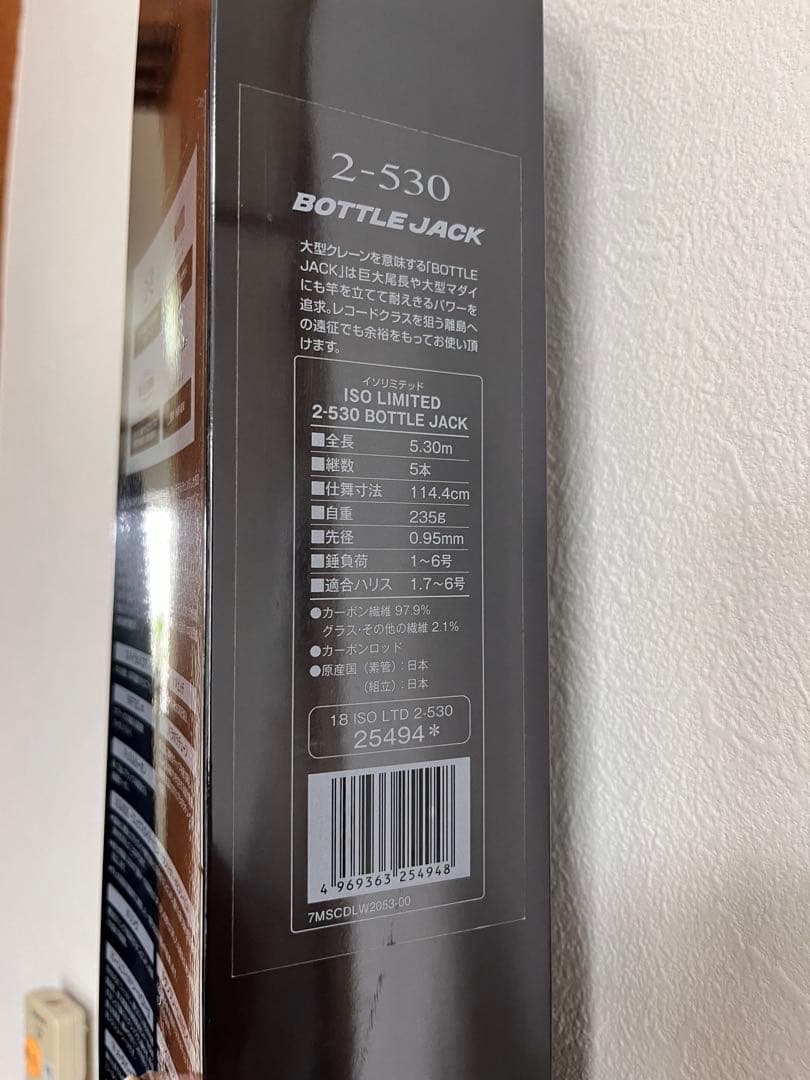 2-530
BOTTLE JACK
大型クレーンを意味する「BOTTLE
JACK」は巨大尾長や大型マダイ
にも竿を立てて耐えきるパワーを
追求。レコードクラスを狙う離島へ
の遠征でも余裕をもってお使い頂
けます。
イソリミテッド
ISO LIMITED
2-530 BOTTLE JACK
■全長 5.30m
■継数 5本
■仕舞寸法 114.4cm
■自重 235g
■先径 0.95mm
■錘負荷 1〜6号
■適合ハリス 1.7〜6号
●カーボン繊維 97.9%
グラス・その他の繊維 2.1%
●カーボンロッド
●原産国（素管）：日本
（組立）：日本
18 ISO LTD 2-530
25494*
4 969363 254948
7MSCDLW2053-00